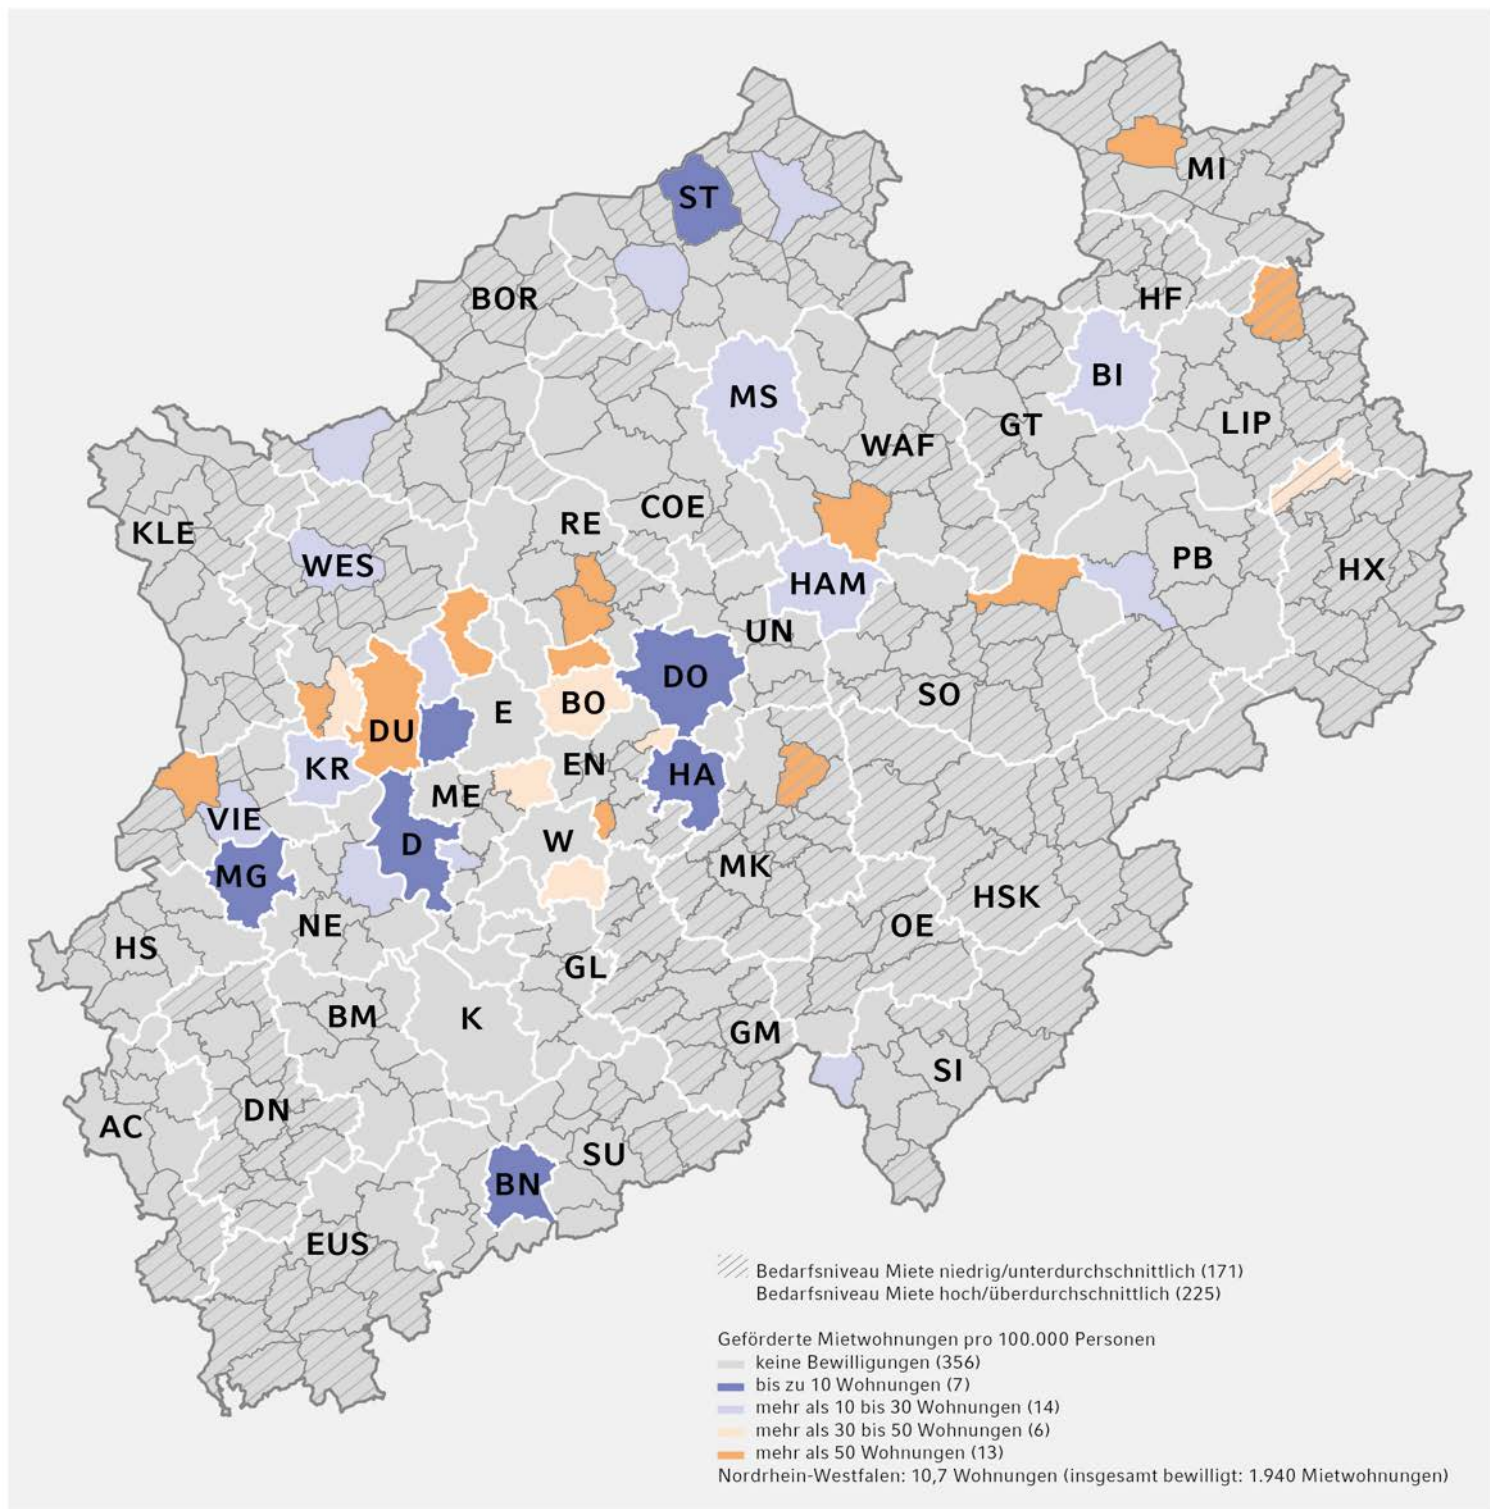 ST
MI
BOR
HF
MS
BI
WAF
GT
LIP
KLE
RE
COE
WES
HAM
PB
HX
UN
DO
SO
BO
E
DU
KR
EN
HA
ME
VIE
W
D
MG
MK
HSK
NE
OE
HS
GL
BM
K
GM
SI
DN
AC
SU
BN
EUS
Bedarfsniveau Miete niedrig/unterdurchschnittlich (171)
Bedarfsniveau Miete hoch/überdurchschnittlich (225)
Geförderte Mietwohnungen pro 100.000 Personen
keine Bewilligungen (356)
bis zu 10 Wohnungen (7)
mehr als 10 bis 30 Wohnungen (14)
mehr als 30 bis 50 Wohnungen (6)
mehr als 50 Wohnungen (13)
Nordrhein-Westfalen: 10,7 Wohnungen (insgesamt bewilligt: 1.940 Mietwohnungen)